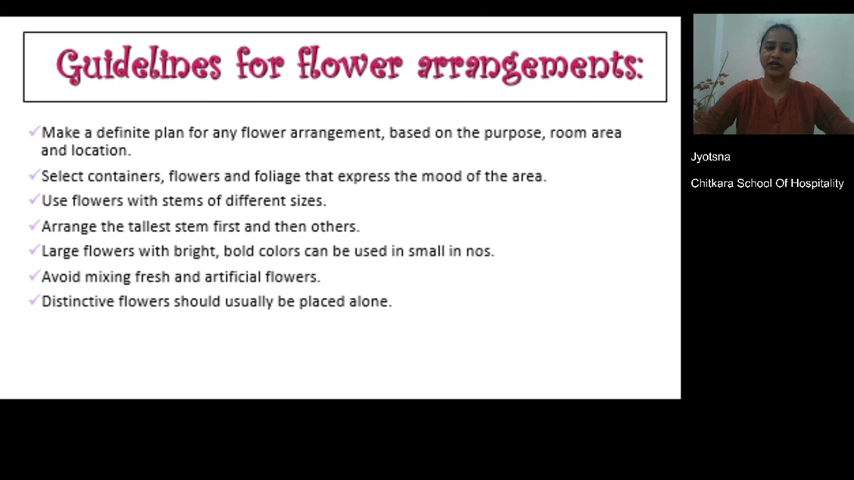 Guidelines for flower arrangements:
✓Make a definite plan for any flower arrangement, based on the purpose, room area
and location.
✓Select containers, flowers and foliage that express the mood of the area.
✓Use flowers with stems of different sizes.
✓Arrange the tallest stem first and then others.
✓Large flowers with bright, bold colors can be used in small in nos.
✓Avoid mixing fresh and artificial flowers.
✓Distinctive flowers should usually be placed alone.
Jyotsna
Chitkara School Of Hospitality